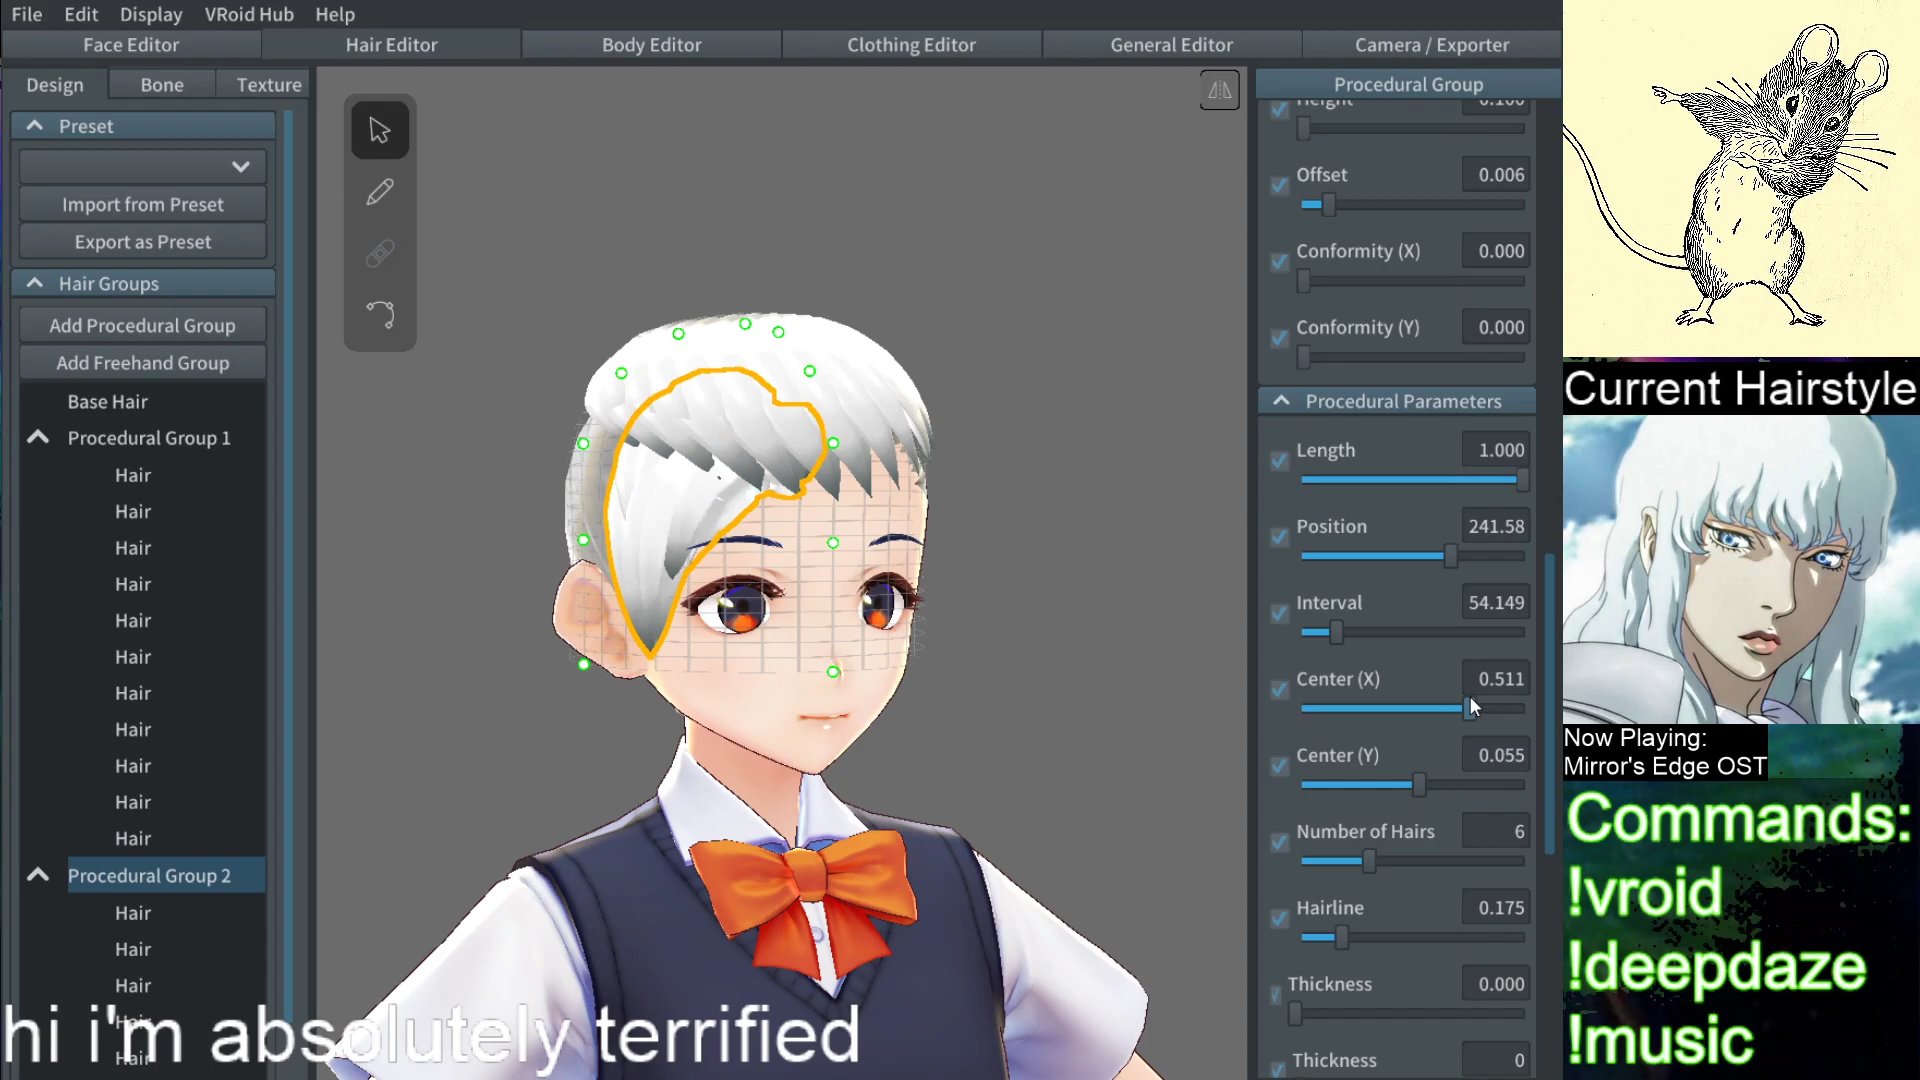 File Edit Display VRoid Hub Help
Face Editor Hair Editor Body Editor Clothing Editor General Editor Camera / Exporter
Design Bone Texture
Preset
Import from Preset
Export as Preset
Hair Groups
Add Procedural Group
Add Freehand Group
Base Hair
Procedural Group 1
Hair
Hair
Hair
Hair
Hair
Hair
Hair
Hair
Hair
Hair
Hair
Procedural Group 2
Hair
Hair
Hair
Hair
Hair
hi i'm absolutely terrified
Procedural Group
Height 0.100
Offset 0.006
Conformity (X) 0.000
Conformity (Y) 0.000
Procedural Parameters
Length 1.000
Position 241.58
Interval 54.149
Center (X) 0.511
Center (Y) 0.055
Number of Hairs 6
Hairline 0.175
Thickness 0.000
Thickness 0
Current Hairstyle
Now Playing:
Mirror's Edge OST
Commands:
!vroid
!deepdaze
!music